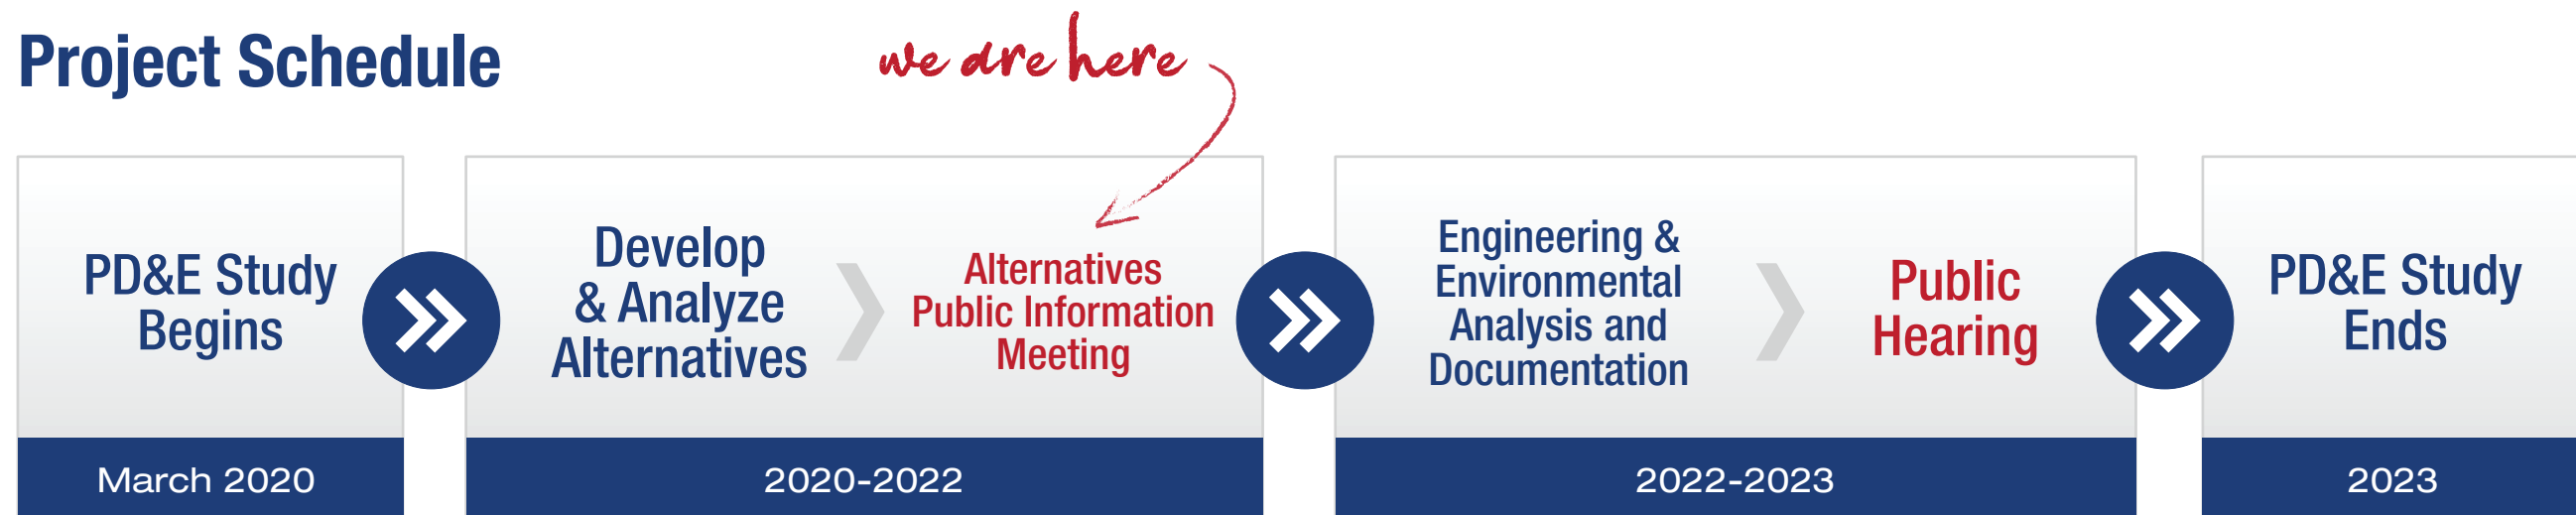 Project Schedule
we are here
PD&E Study
Begins
March 2020
Develop
& Analyze
Alternatives
Alternatives
Public Information
Meeting
2020-2022
Engineering &
Environmental
Analysis and
Documentation
Public
Hearing
2022-2023
PD&E Study
Ends
2023